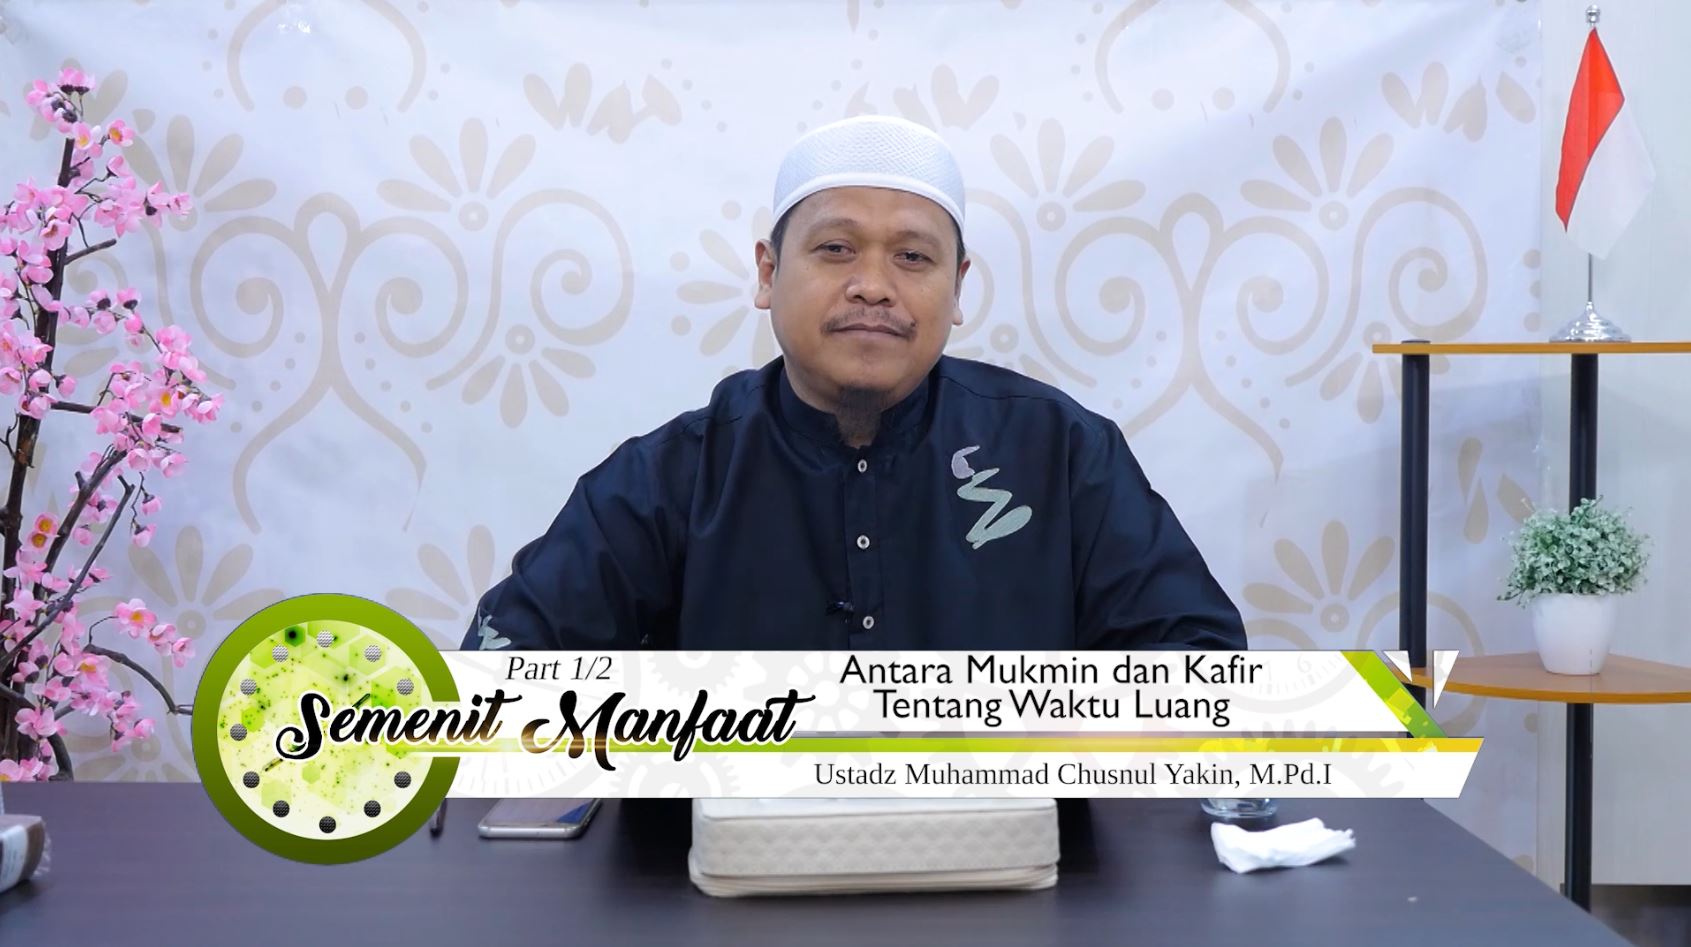 Part 1/2
Semenit Manfaat
Antara Mukmin dan Kafir
Tentang Waktu Luang
Ustadz Muhammad Chusnul Yakin, M.Pd.I